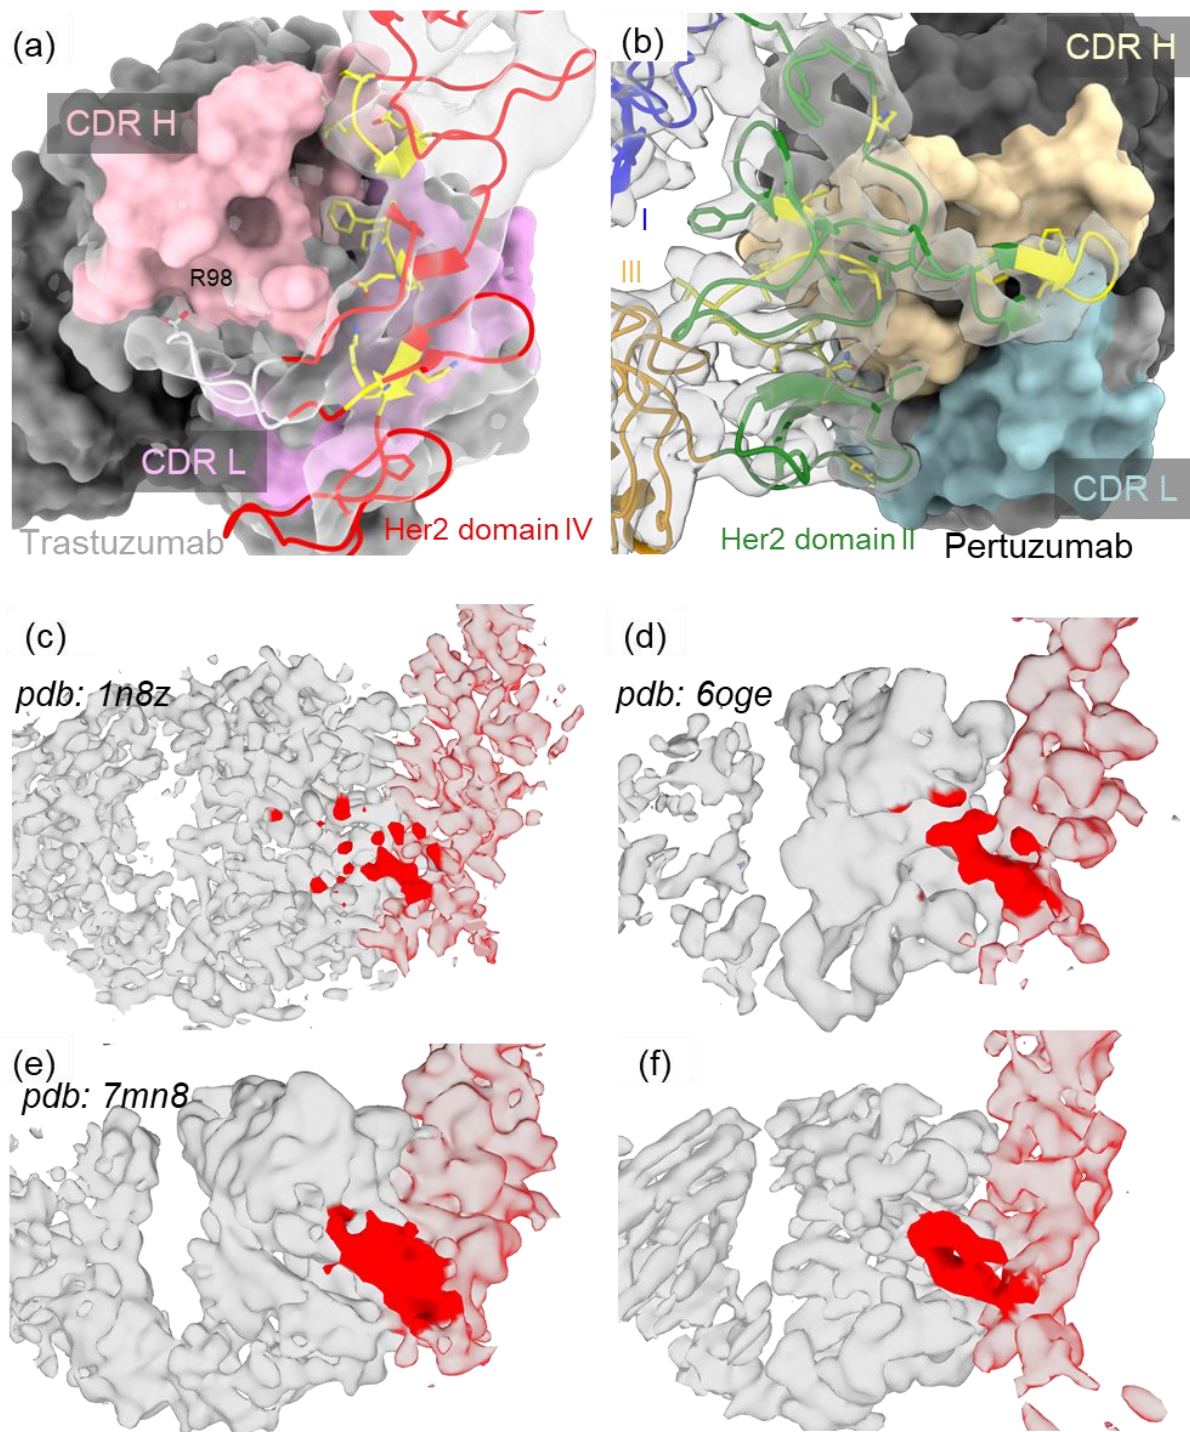 (a)
CDR H
R98
CDR L
Trastuzumab
Her2 domain IV
(b)
CDR H
I
III
CDR L
Her2 domain II
Pertuzumab
(c)
pdb: 1n8z
(d)
pdb: 6oge
(e)
pdb: 7mn8
(f)